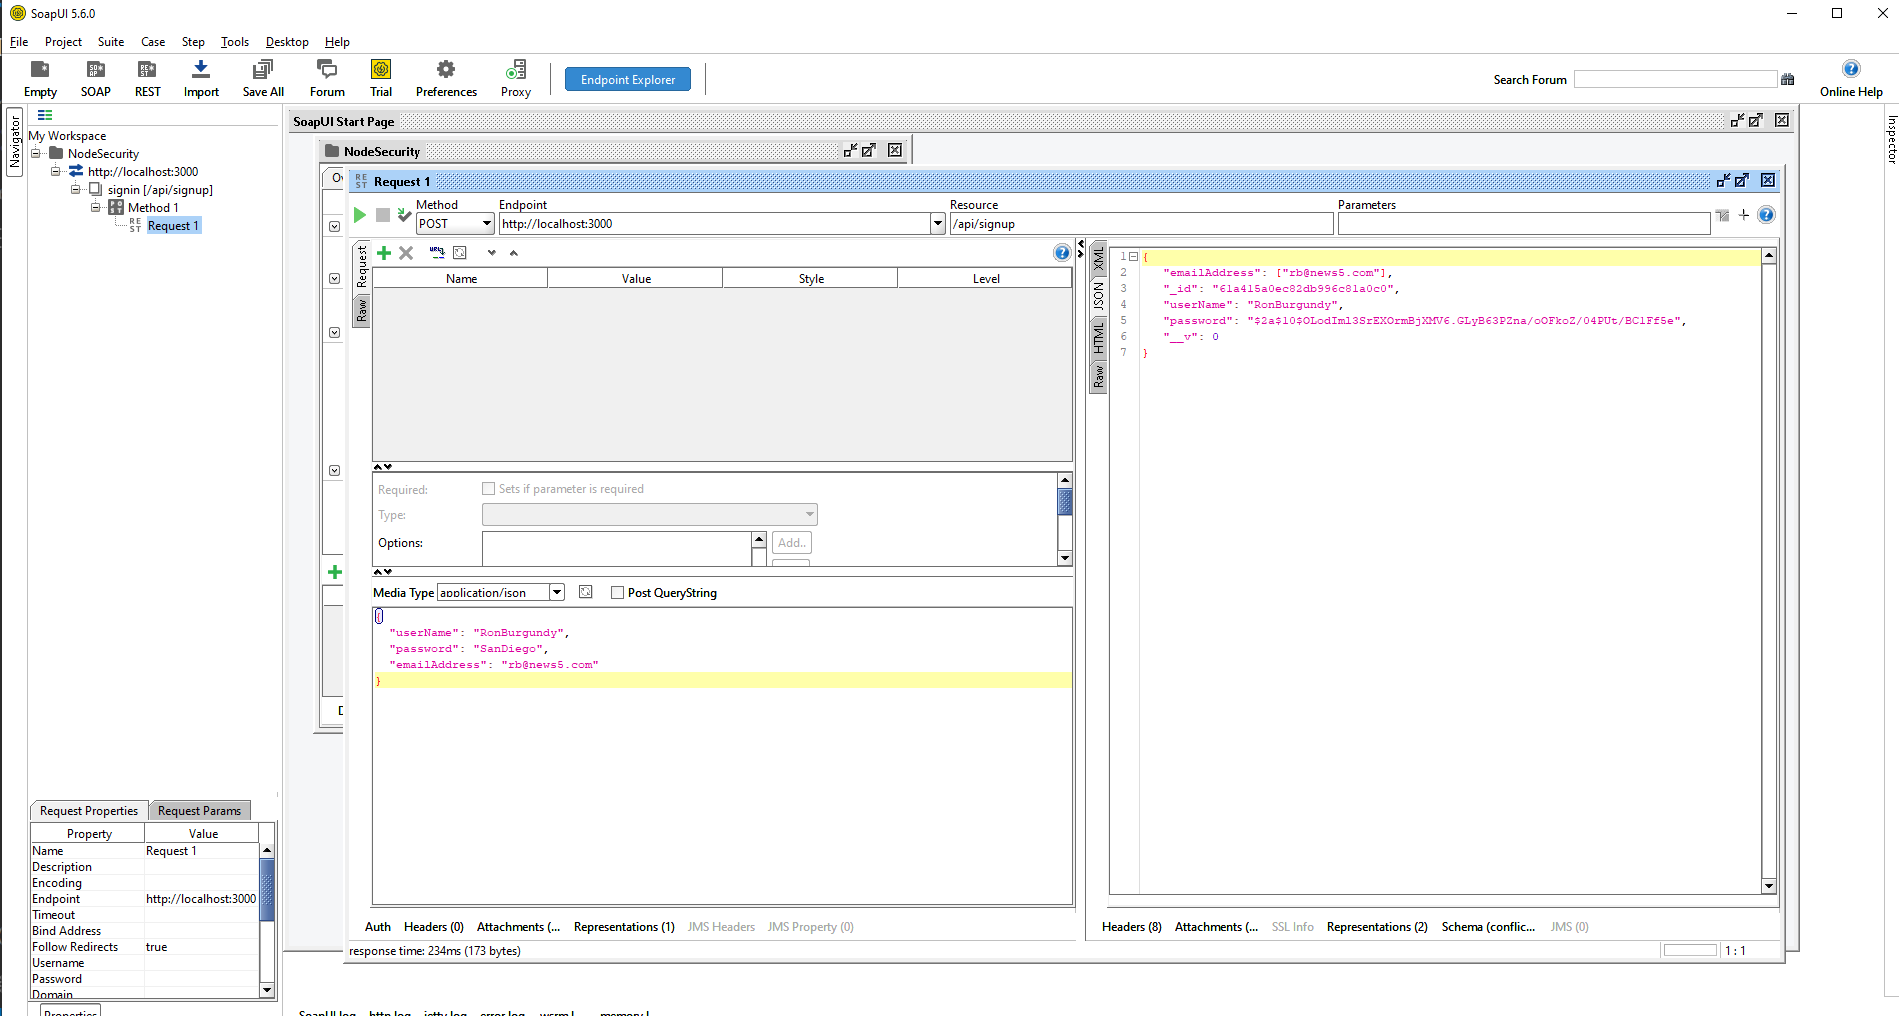 SoapUI 5.6.0
File Project Suite Case Step Tools Desktop Help
Empty SOAP REST Import Save All Forum Trial Preferences Proxy Endpoint Explorer Search Forum Online Help
Navigator
Inspector
My Workspace
NodeSecurity
http://localhost:3000
signin [/api/signup]
Method 1
Request 1
SoapUI Start Page
NodeSecurity
Request 1
Method Endpoint Resource Parameters
POST http://localhost:3000 /api/signup
Request
Raw
Name Value Style Level
Required: Sets if parameter is required
Type:
Options: Add..
Media Type application/json Post QueryString
{
"userName": "RonBurgundy",
"password": "SanDiego",
"emailAddress": "rb@news5.com"
}
Auth Headers (0) Attachments (... Representations (1) JMS Headers JMS Property (0)
response time: 234ms (173 bytes)
XML
JSON
HTML
Raw
1 {
2 "emailAddress": ["rb@news5.com"],
3 "_id": "61a415a0ec82db996c81a0c0",
4 "userName": "RonBurgundy",
5 "password": "$2a$10$OLodIml3SrEXOrmBjXMV6.GLyB63PZna/oOFkoZ/04PUt/BC1Ff5e",
6 "__v": 0
7 }
Headers (8) Attachments (... SSL Info Representations (2) Schema (conflic... JMS (0)
1 : 1
Request Properties Request Params
Property Value
Name Request 1
Description
Encoding
Endpoint http://localhost:3000
Timeout
Bind Address
Follow Redirects true
Username
Password
Domain
Properties
SoapUI log http log jetty log error log wsrm l memory l